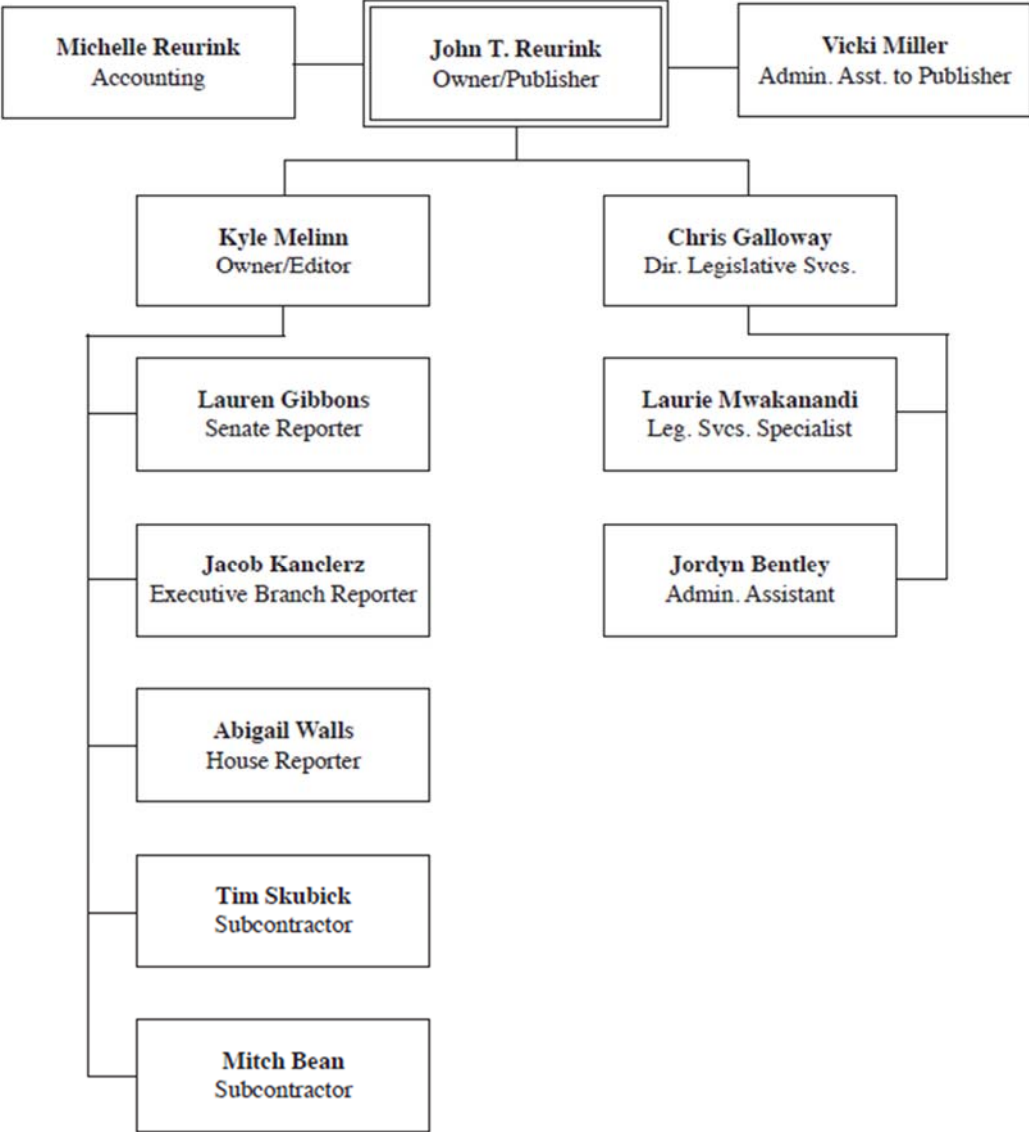 Michelle Reurink
Accounting
John T. Reurink
Owner/Publisher
Vicki Miller
Admin. Asst. to Publisher
Kyle Melinn
Owner/Editor
Chris Galloway
Dir. Legislative Svcs.
Lauren Gibbons
Senate Reporter
Laurie Mwakanandi
Leg. Svcs. Specialist
Jacob Kanclerz
Executive Branch Reporter
Jordyn Bentley
Admin. Assistant
Abigail Walls
House Reporter
Tim Skubick
Subcontractor
Mitch Bean
Subcontractor